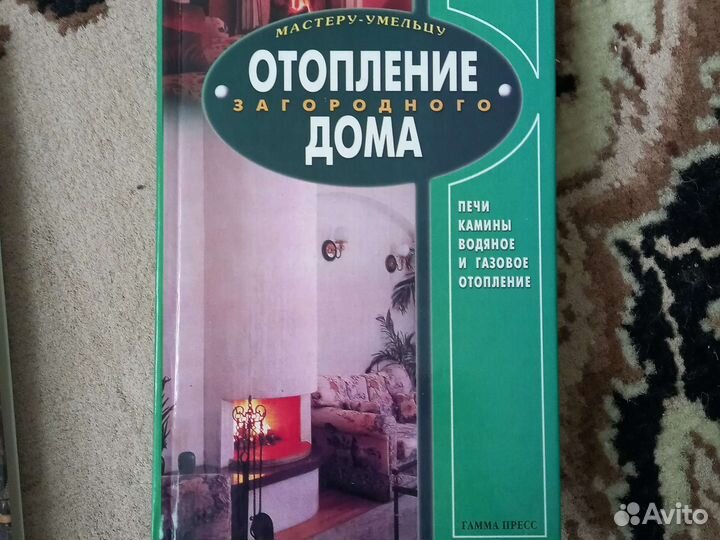 МАСТЕРУ-УМЕЛЬЦУ
ОТОПЛЕНИЕ
ЗАГОРОДНОГО
ДОМА
ПЕЧИ
КАМИНЫ
ВОДЯНОЕ
И ГАЗОВОЕ
ОТОПЛЕНИЕ
ГАММА ПРЕСС
Avito